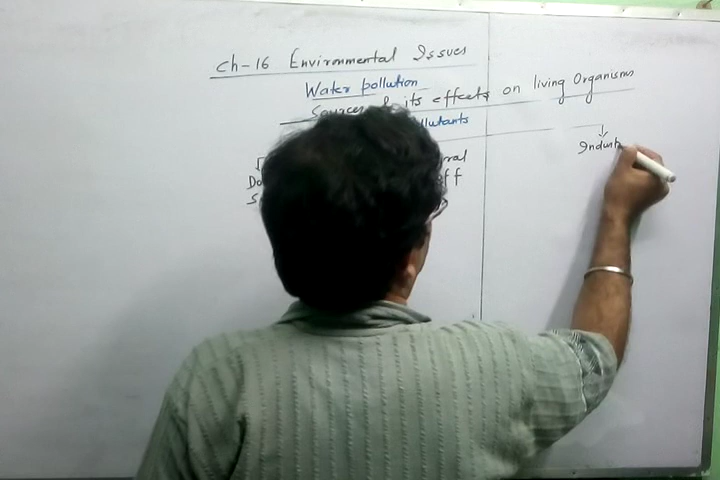 Ch-16 Environmental Issues
Water pollution
Sources & its effects on living Organisms
llutants
Industr
ral
Do ff
S